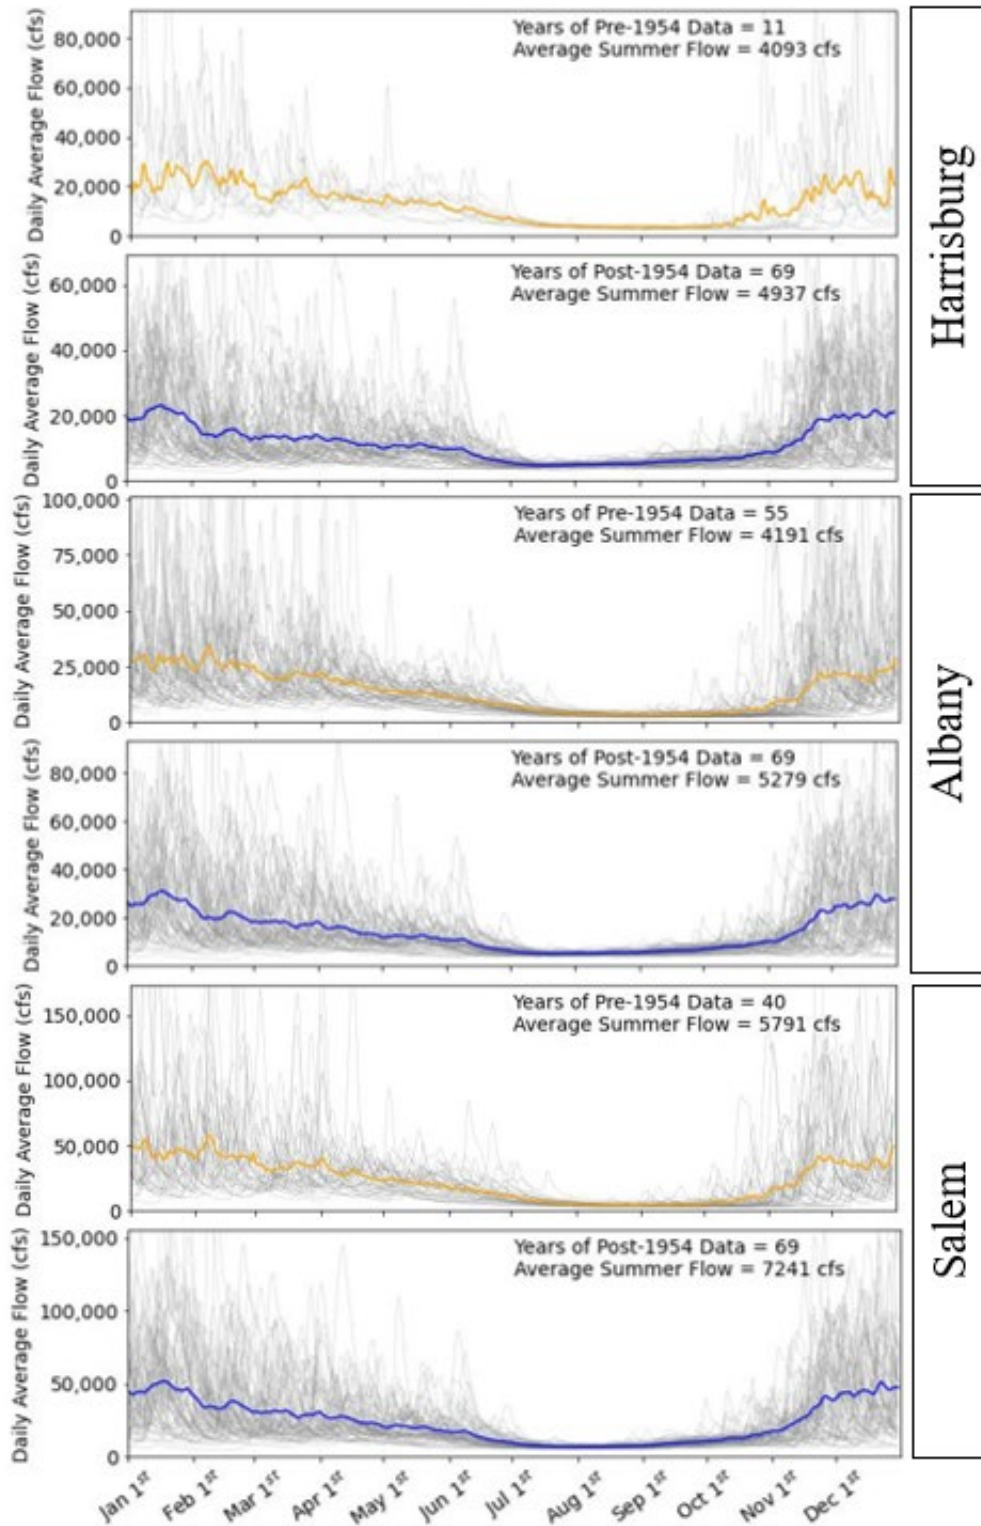 Daily Average Flow (cfs)
80,000
60,000
40,000
20,000
0
Years of Pre-1954 Data = 11
Average Summer Flow = 4093 cfs
Harrisburg
Daily Average Flow (cfs)
60,000
40,000
20,000
0
Years of Post-1954 Data = 69
Average Summer Flow = 4937 cfs
Daily Average Flow (cfs)
100,000
75,000
50,000
25,000
0
Years of Pre-1954 Data = 55
Average Summer Flow = 4191 cfs
Albany
Daily Average Flow (cfs)
80,000
60,000
40,000
20,000
0
Years of Post-1954 Data = 69
Average Summer Flow = 5279 cfs
Daily Average Flow (cfs)
150,000
100,000
50,000
0
Years of Pre-1954 Data = 40
Average Summer Flow = 5791 cfs
Salem
Daily Average Flow (cfs)
150,000
100,000
50,000
0
Years of Post-1954 Data = 69
Average Summer Flow = 7241 cfs
Jan 1st
Feb 1st
Mar 1st
Apr 1st
May 1st
Jun 1st
Jul 1st
Aug 1st
Sep 1st
Oct 1st
Nov 1st
Dec 1st